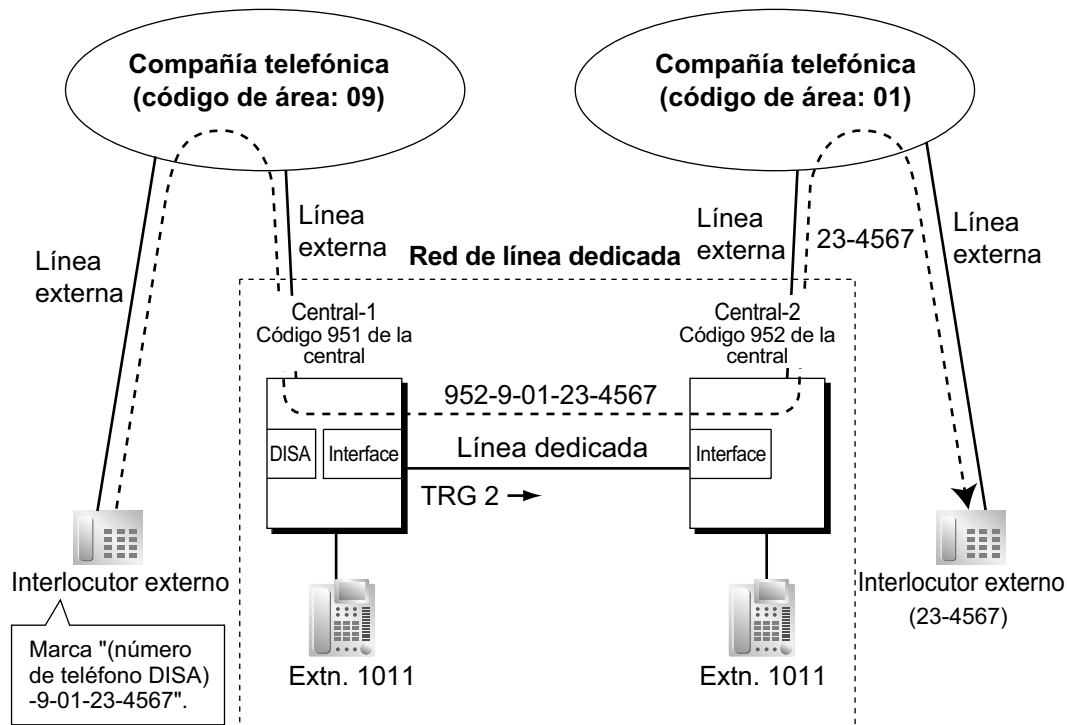 Compañía telefónica
(código de área: 09)
Compañía telefónica
(código de área: 01)
Línea
externa
Línea
externa
Línea
externa
23-4567
Línea
externa
Red de línea dedicada
Central-1
Código 951 de la
central
Central-2
Código 952 de la
central
952-9-01-23-4567
DISA
Interface
Línea dedicada
Interface
TRG 2
Interlocutor externo
Interlocutor externo
(23-4567)
Marca "(número
de teléfono DISA)
-9-01-23-4567".
Extn. 1011
Extn. 1011